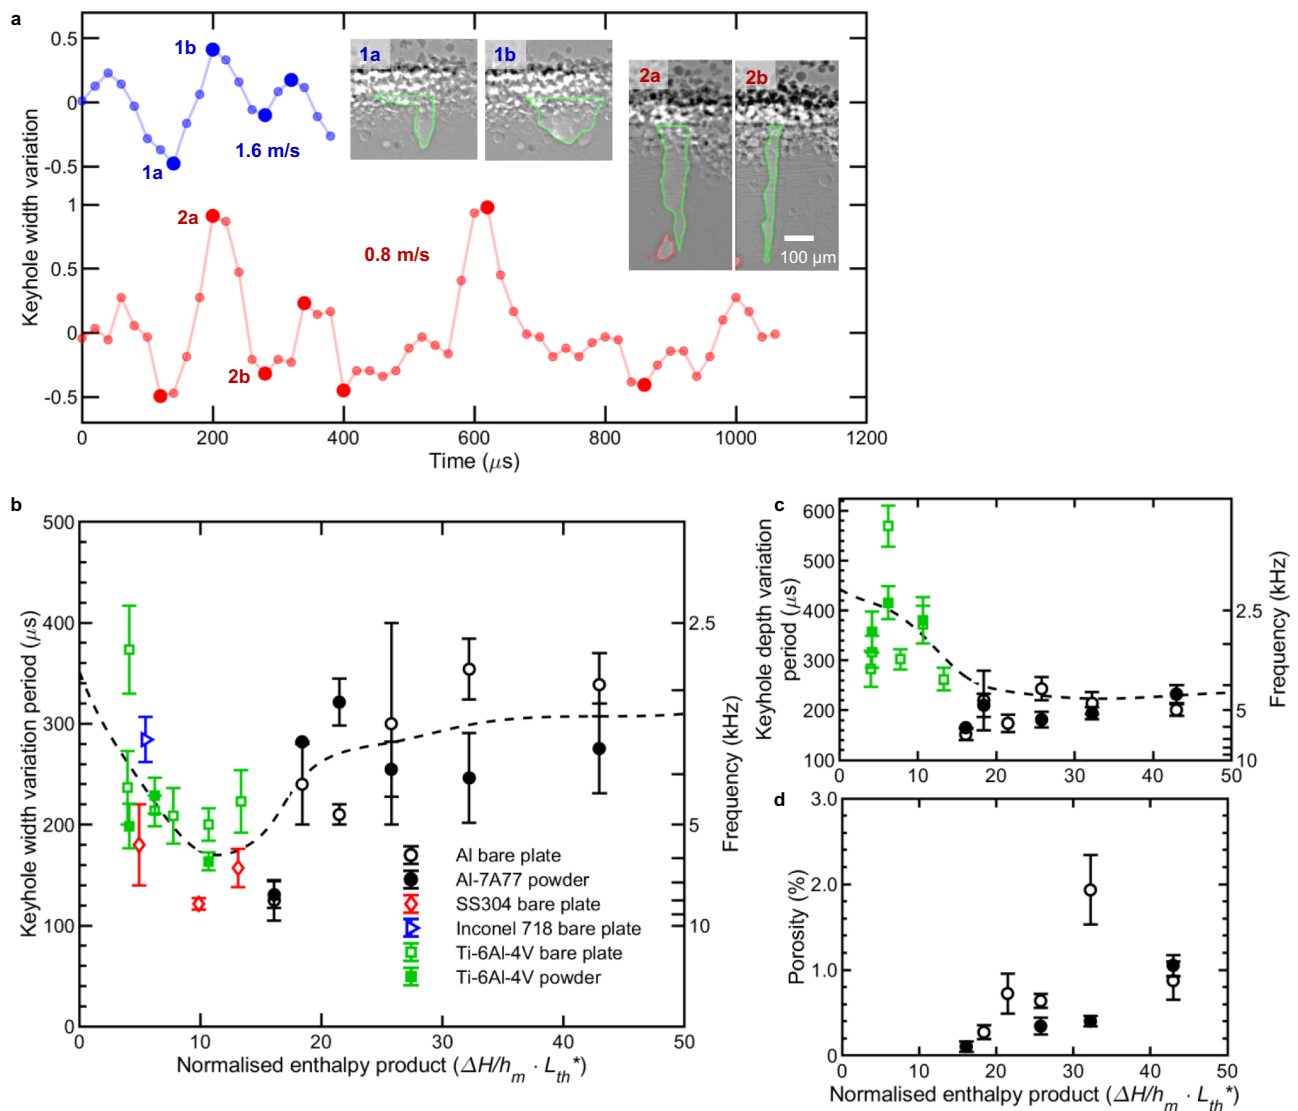 a
0.5
0
-0.5
1b
1a
1.6 m/s
1a
1b
2a
2b
100 μm
Keyhole width variation
1
0.5
0
-0.5
2a
2b
0.8 m/s
0
200
400
600
800
1000
1200
Time (μs)
b
500
400
300
200
100
0
Keyhole width variation period (μs)
2.5
5
10
Frequency (kHz)
Al bare plate
Al-7A77 powder
SS304 bare plate
Inconel 718 bare plate
Ti-6Al-4V bare plate
Ti-6Al-4V powder
0
10
20
30
40
50
Normalised enthalpy product (ΔH/hm · Lth*)
c
600
500
400
300
200
100
Keyhole depth variation
period (μs)
2.5
5
10
Frequency (kHz)
0
10
20
30
40
50
d
3.0
2.0
1.0
0
Porosity (%)
0
10
20
30
40
50
Normalised enthalpy product (ΔH/hm · Lth*)